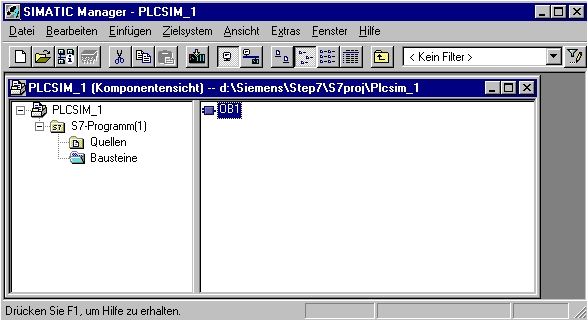 SIMATIC Manager - PLCSIM_1
Datei Bearbeiten Einfügen Zielsystem Ansicht Extras Fenster Hilfe
< Kein Filter >
PLCSIM_1 (Komponentensicht) -- d:\Siemens\Step7\S7proj\Plcsim_1
PLCSIM_1
OB1
S7 S7-Programm(1)
Quellen
Bausteine
Drücken Sie F1, um Hilfe zu erhalten.